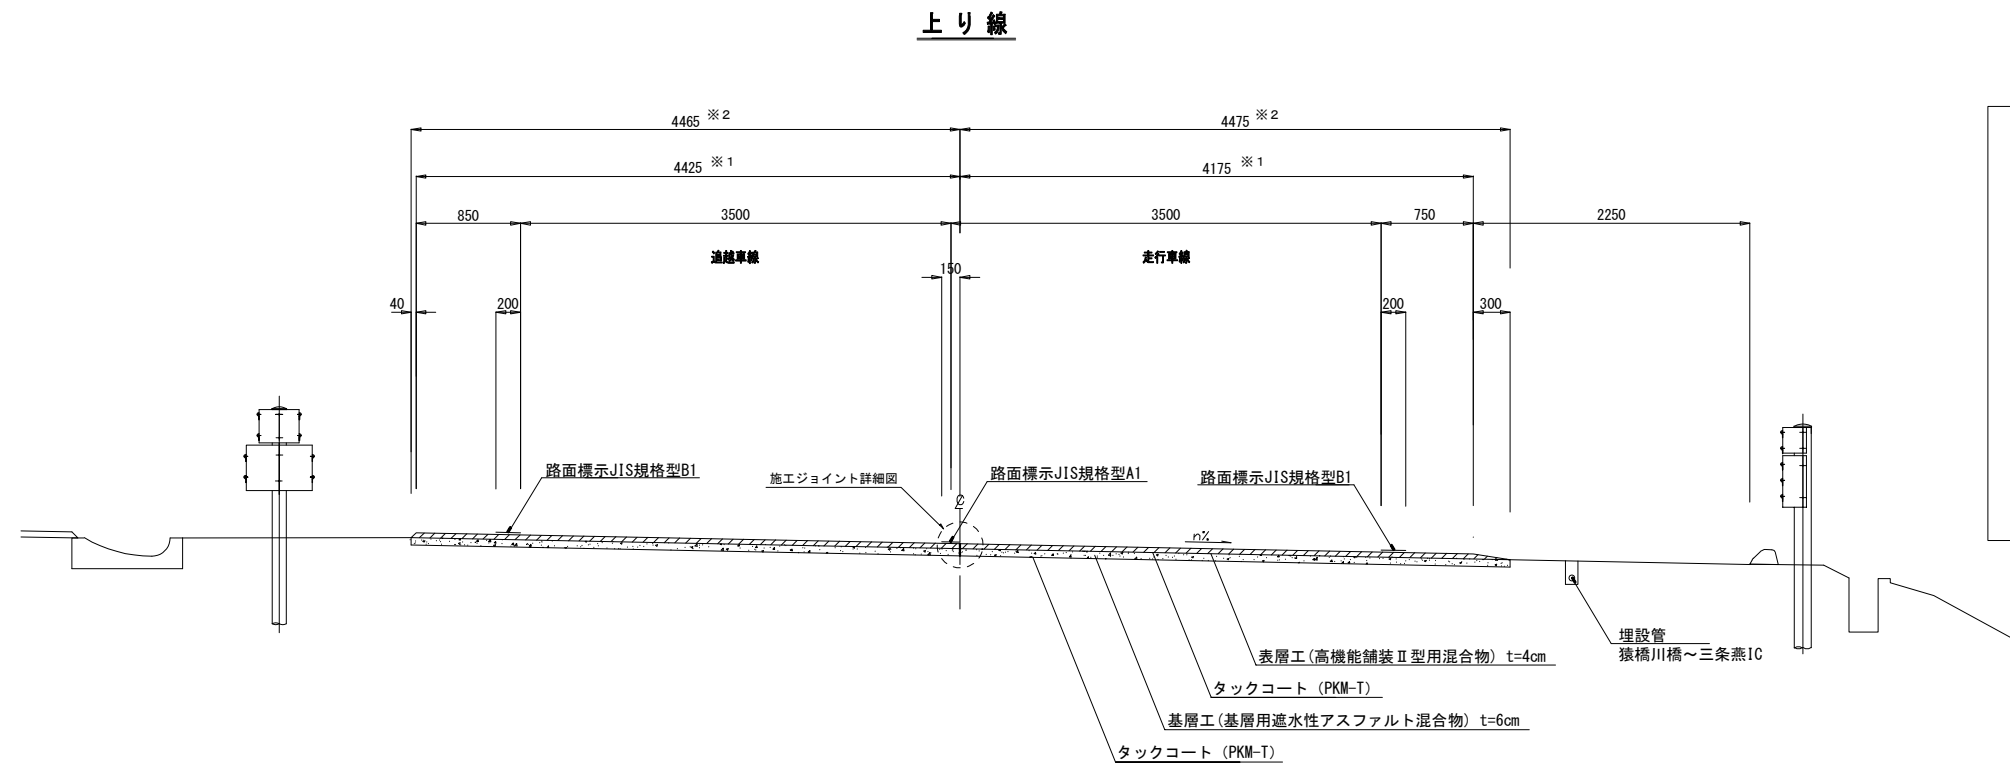 上り線
4465 ※2
4475 ※2
4425 ※1
4175 ※1
850
3500
3500
750
2250
追越車線
走行車線
150
40
200
200
300
路面標示JIS規格型B1
施工ジョイント詳細図
路面標示JIS規格型A1
路面標示JIS規格型B1
n%
埋設管
猿橋川橋～三条燕IC
表層工(高機能舗装Ⅱ型用混合物) t=4cm
タックコート (PKM-T)
基層工(基層用遮水性アスファルト混合物) t=6cm
タックコート (PKM-T)